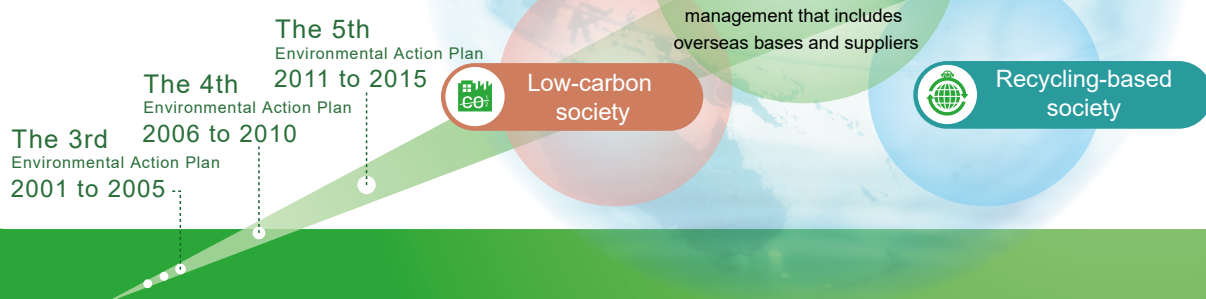 management that includes
overseas bases and suppliers
The 5th
Environmental Action Plan
2011 to 2015
Low-carbon
society
Recycling-based
society
The 4th
Environmental Action Plan
2006 to 2010
The 3rd
Environmental Action Plan
2001 to 2005
CO